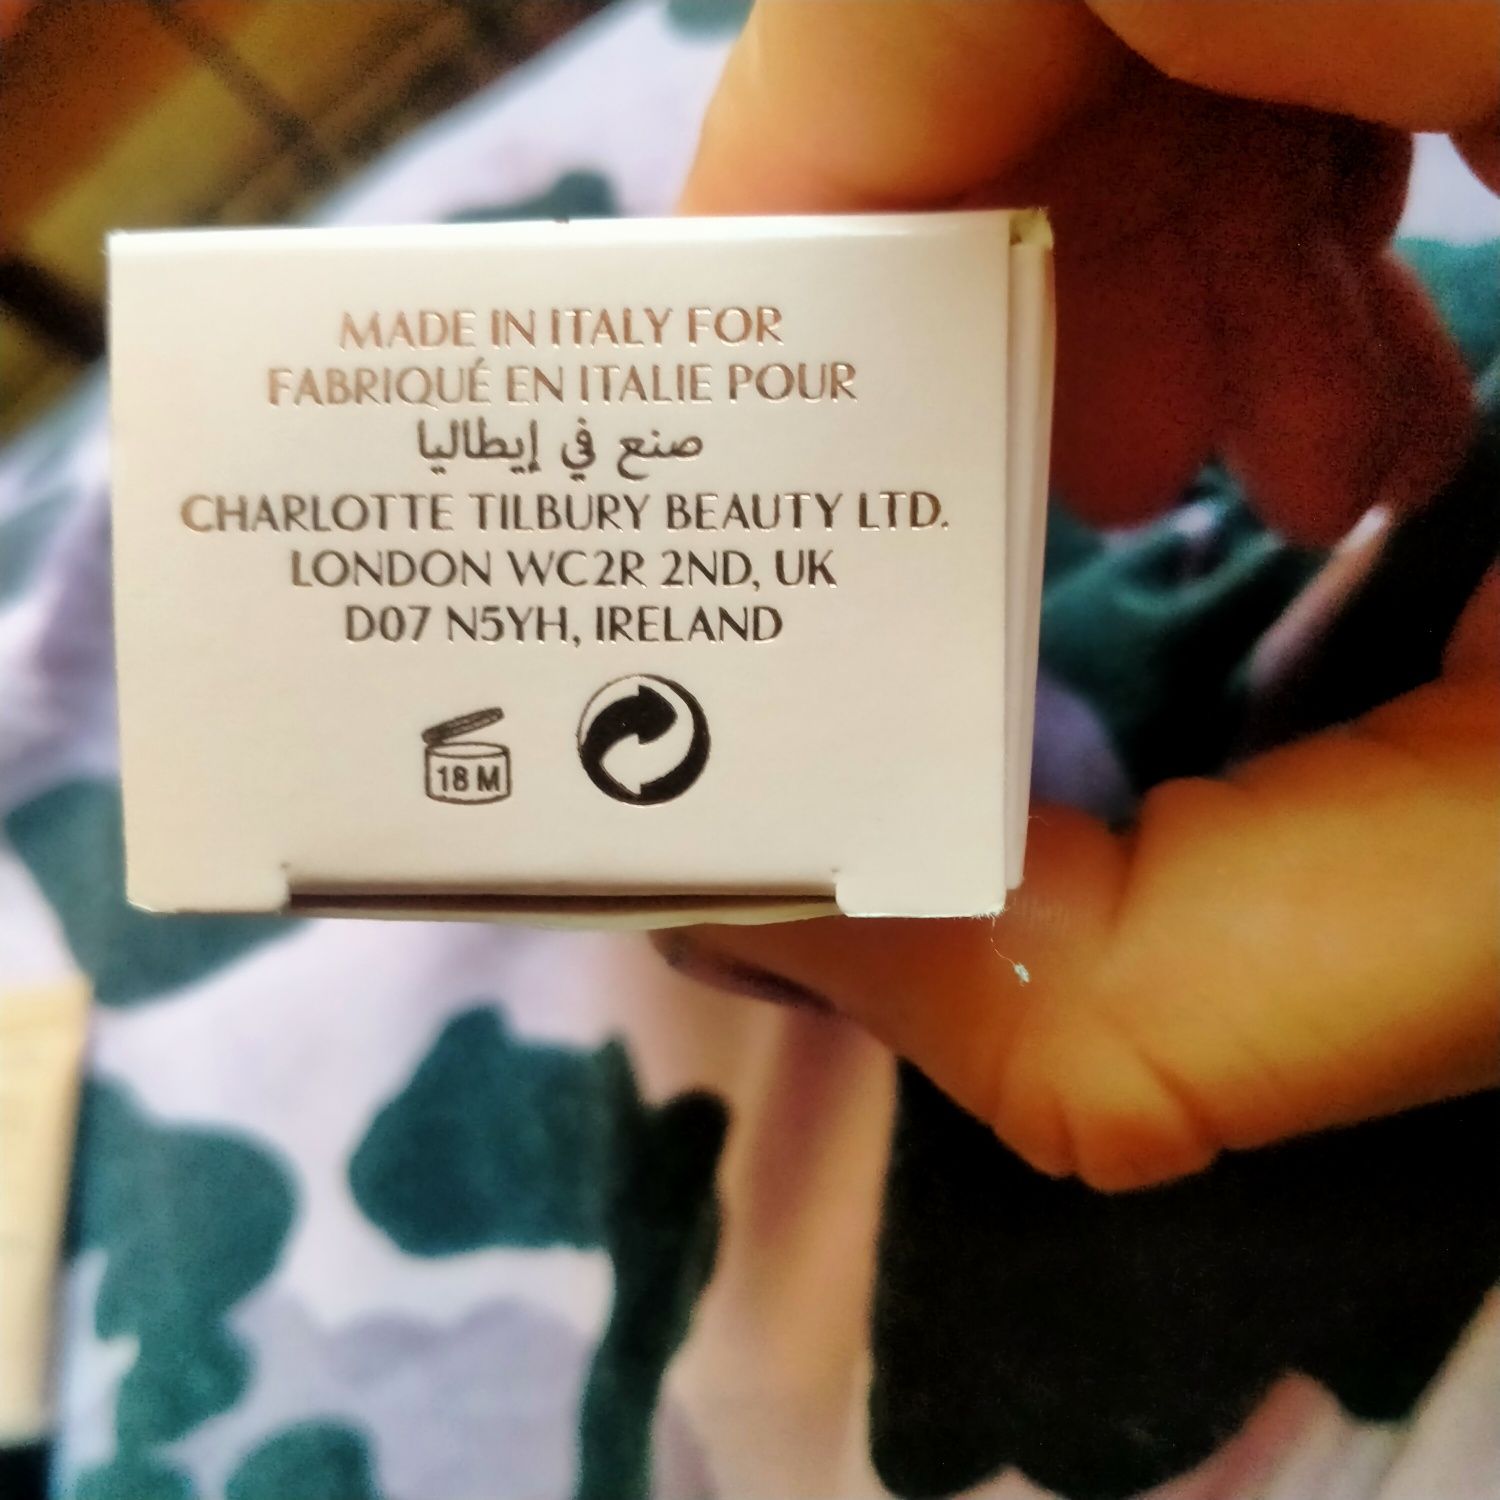 MADE IN ITALY FOR
FABRIQUÉ EN ITALIE POUR
صنع في إيطاليا
CHARLOTTE TILBURY BEAUTY LTD.
LONDON WC2R 2ND, UK
D07 N5YH, IRELAND
18 M